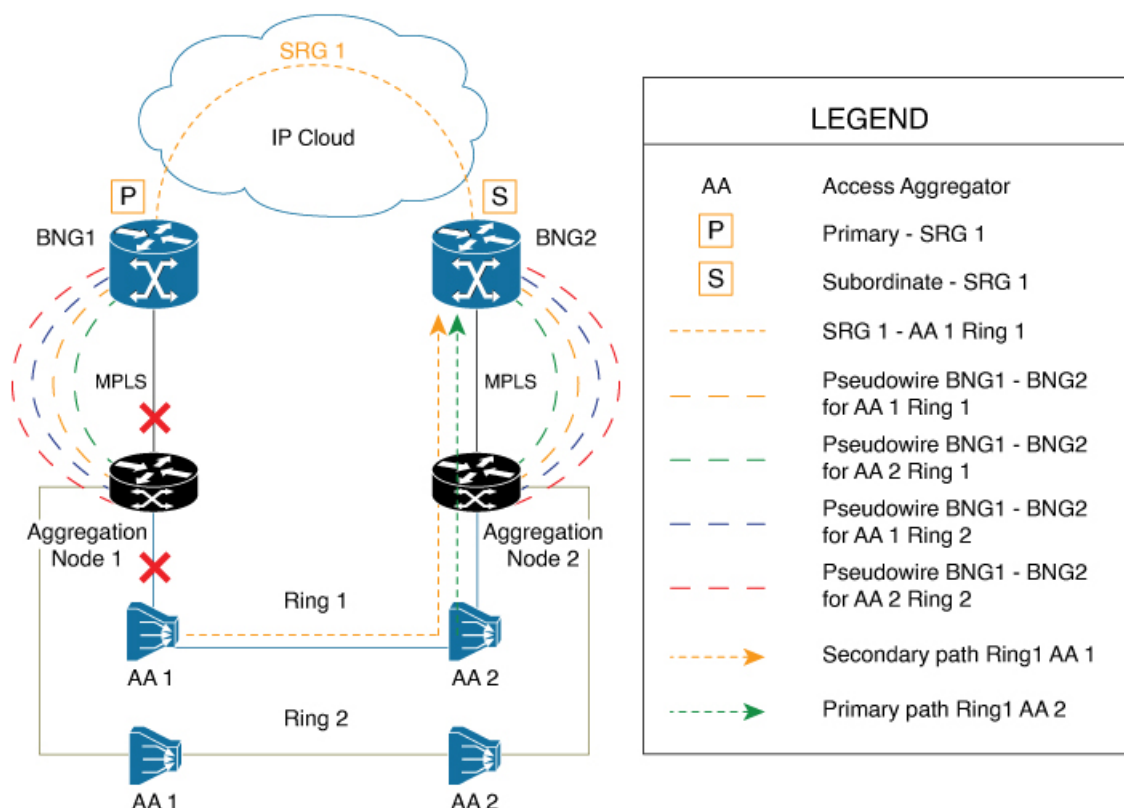 SRG 1
IP Cloud
P
S
BNG1
BNG2
MPLS
MPLS
Aggregation
Node 1
Aggregation
Node 2
Ring 1
AA 1
AA 2
Ring 2
AA 1
AA 2
LEGEND
AA Access Aggregator
P Primary - SRG 1
S Subordinate - SRG 1
SRG 1 - AA 1 Ring 1
Pseudowire BNG1 - BNG2
for AA 1 Ring 1
Pseudowire BNG1 - BNG2
for AA 2 Ring 1
Pseudowire BNG1 - BNG2
for AA 1 Ring 2
Pseudowire BNG1 - BNG2
for AA 2 Ring 2
Secondary path Ring1 AA 1
Primary path Ring1 AA 2